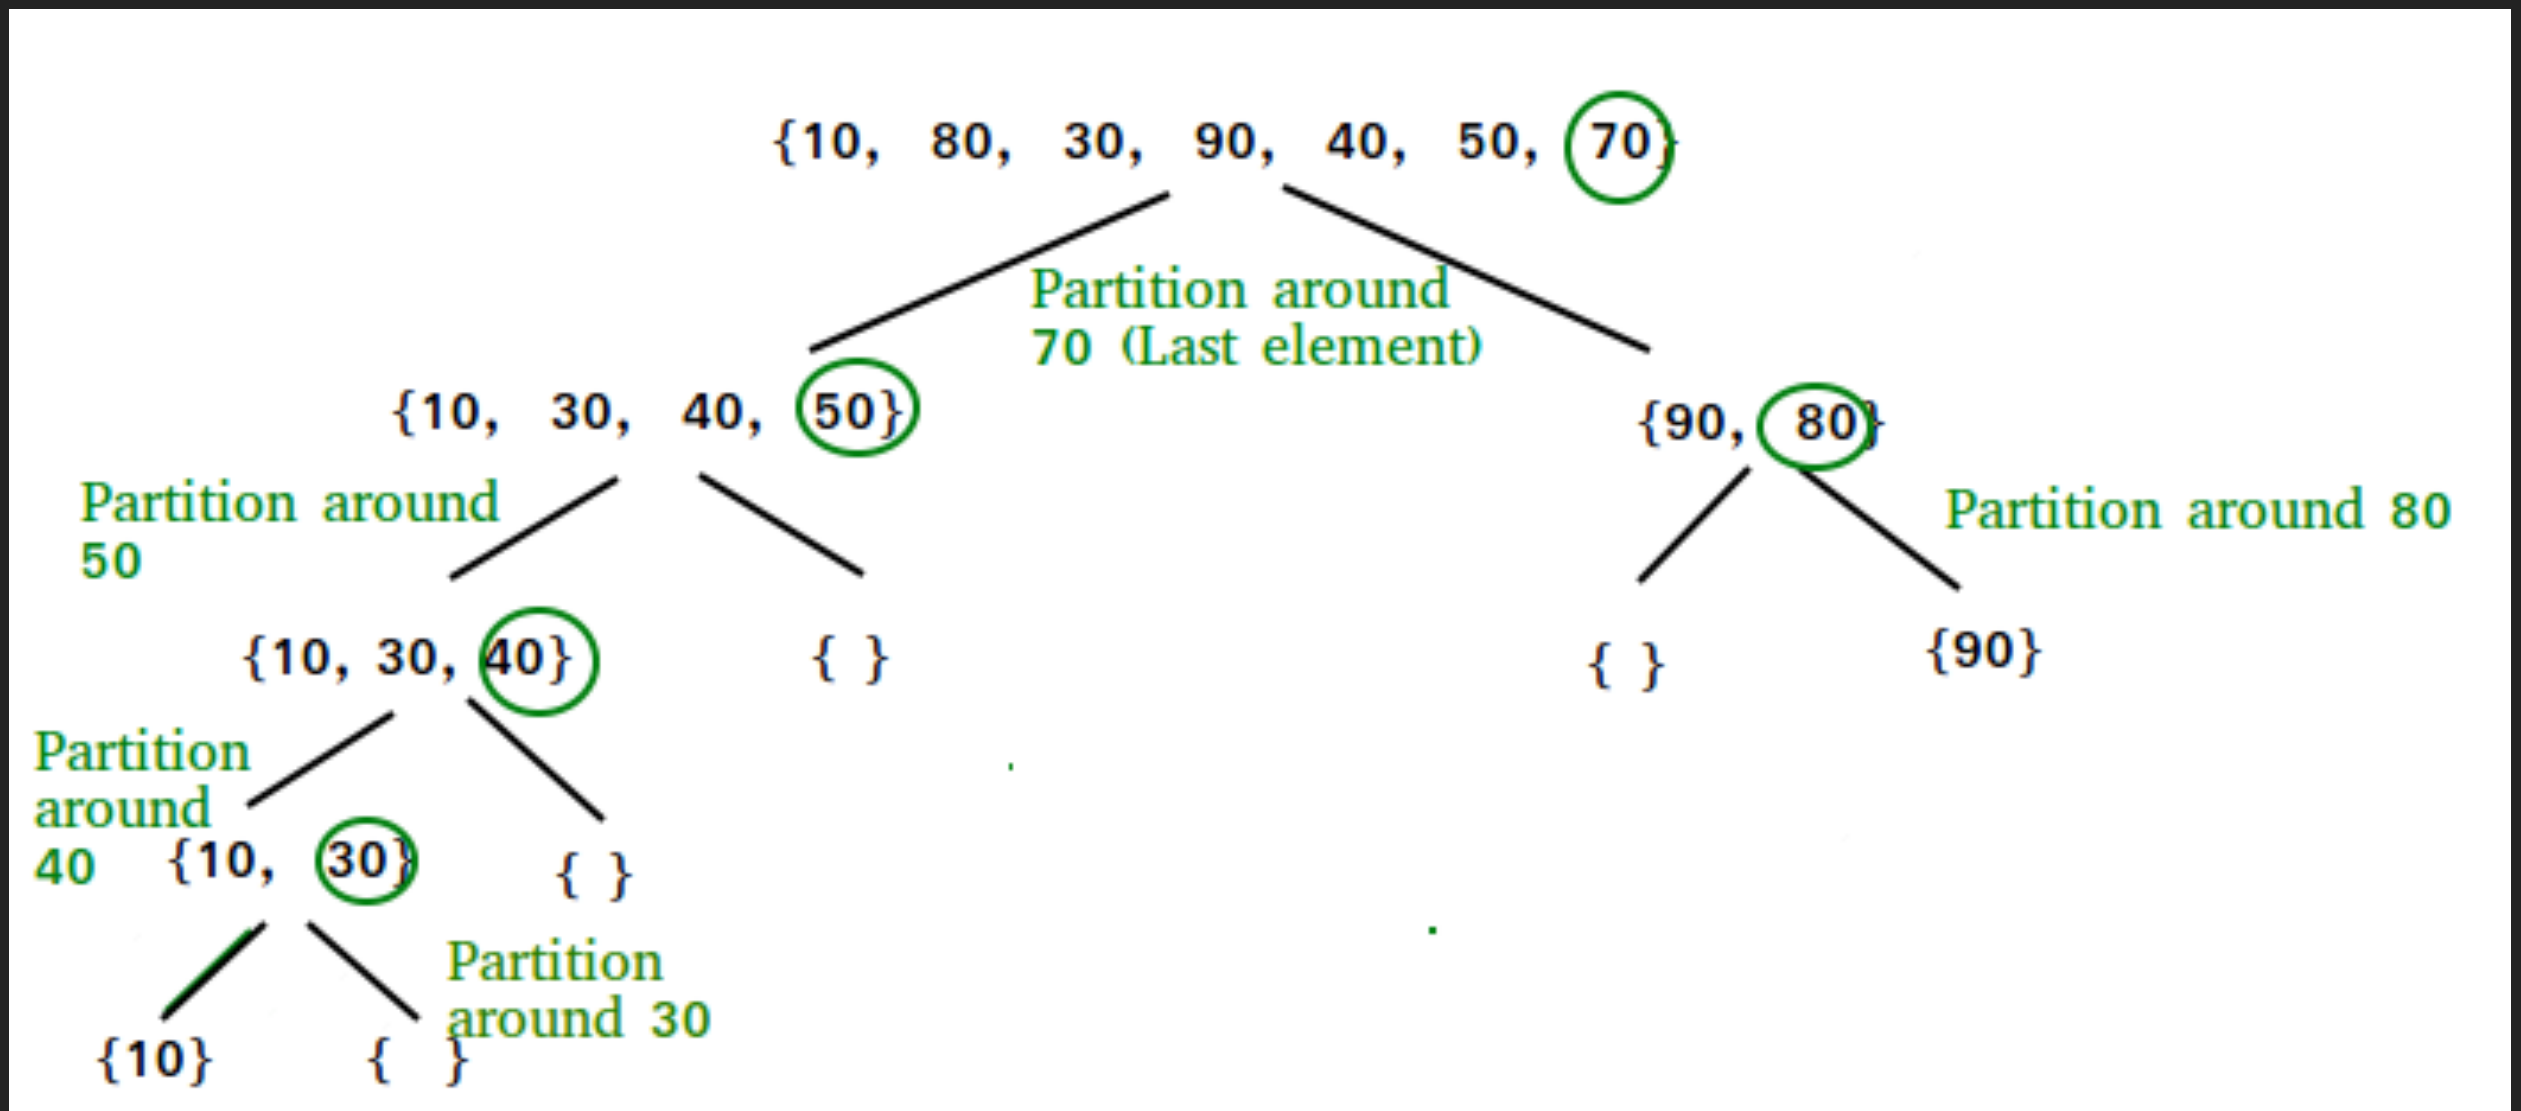 {10, 80, 30, 90, 40, 50, 70}
Partition around
70 (Last element)
{10, 30, 40, 50}
{90, 80}
Partition around
50
Partition around 80
{10, 30, 40}
{ }
{ }
{90}
Partition
around
40
{10, 30}
{ }
Partition
around 30
{10}
{ }